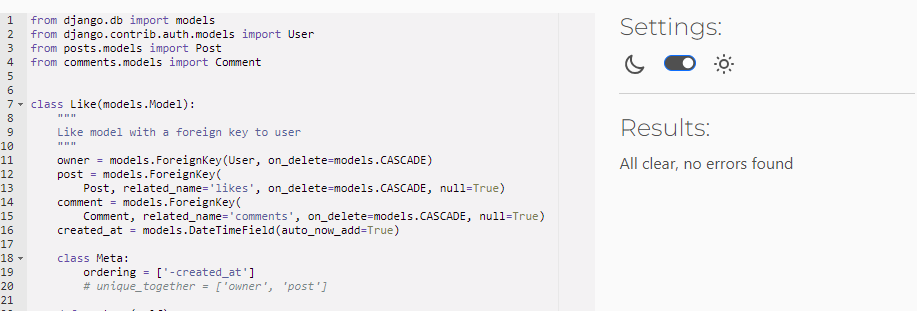 1 from django.db import models
2 from django.contrib.auth.models import User
3 from posts.models import Post
4 from comments.models import Comment
5
6
7 class Like(models.Model):
8     """
9     Like model with a foreign key to user
10     """
11     owner = models.ForeignKey(User, on_delete=models.CASCADE)
12     post = models.ForeignKey(
13         Post, related_name='likes', on_delete=models.CASCADE, null=True)
14     comment = models.ForeignKey(
15         Comment, related_name='comments', on_delete=models.CASCADE, null=True)
16     created_at = models.DateTimeField(auto_now_add=True)
17
18     class Meta:
19         ordering = ['-created_at']
20         # unique_together = ['owner', 'post']
21
Settings:
Results:
All clear, no errors found